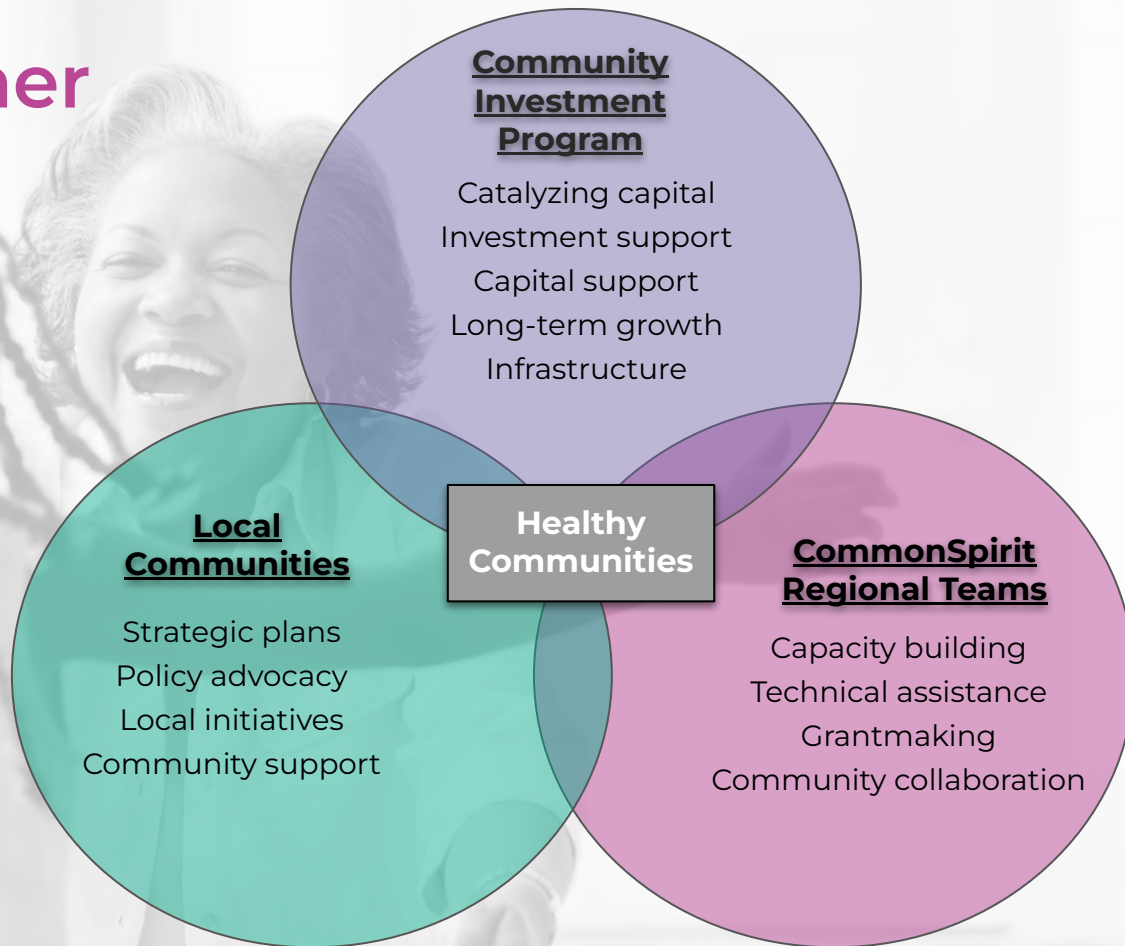 Community
Investment
Program
Catalyzing capital
Investment support
Capital support
Long-term growth
Infrastructure
Healthy
Communities
Local
Communities
Strategic plans
Policy advocacy
Local initiatives
Community support
CommonSpirit
Regional Teams
Capacity building
Technical assistance
Grantmaking
Community collaboration